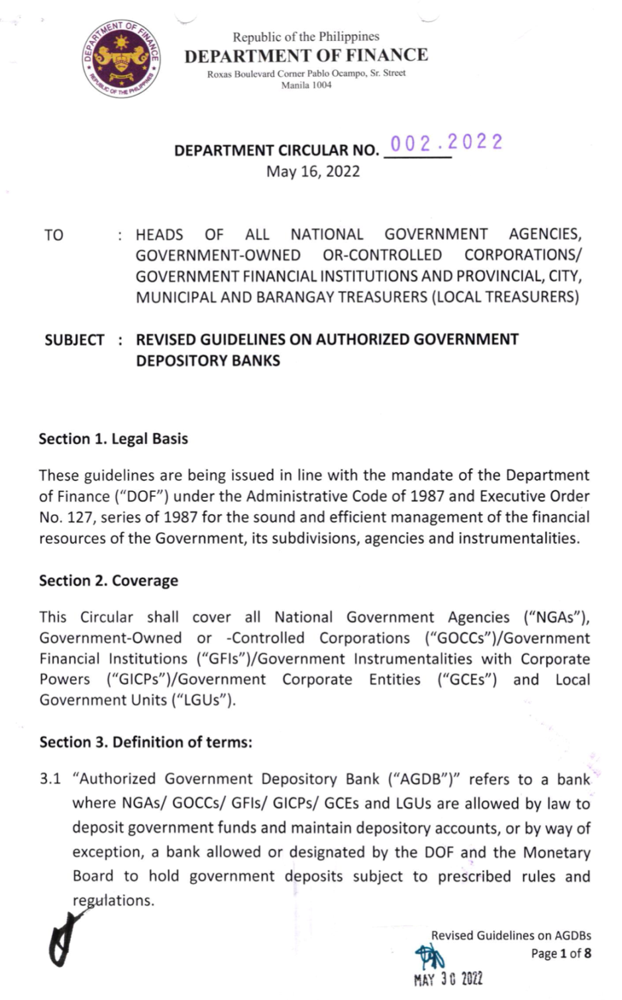 DEPARTMENT OF FINANCE
REPUBLIC OF THE PHILIPPINES
Republic of the Philippines
DEPARTMENT OF FINANCE
Roxas Boulevard Corner Pablo Ocampo, Sr. Street
Manila 1004
DEPARTMENT CIRCULAR NO. 002.2022
May 16, 2022
TO : HEADS OF ALL NATIONAL GOVERNMENT AGENCIES,
GOVERNMENT-OWNED OR-CONTROLLED CORPORATIONS/
GOVERNMENT FINANCIAL INSTITUTIONS AND PROVINCIAL, CITY,
MUNICIPAL AND BARANGAY TREASURERS (LOCAL TREASURERS)
SUBJECT : REVISED GUIDELINES ON AUTHORIZED GOVERNMENT
DEPOSITORY BANKS
Section 1. Legal Basis
These guidelines are being issued in line with the mandate of the Department
of Finance (“DOF”) under the Administrative Code of 1987 and Executive Order
No. 127, series of 1987 for the sound and efficient management of the financial
resources of the Government, its subdivisions, agencies and instrumentalities.
Section 2. Coverage
This Circular shall cover all National Government Agencies (“NGAs”),
Government-Owned or -Controlled Corporations (“GOCCs”)/Government
Financial Institutions (“GFIs”)/Government Instrumentalities with Corporate
Powers (“GICPs”)/Government Corporate Entities (“GCEs”) and Local
Government Units (“LGUs”).
Section 3. Definition of terms:
3.1 “Authorized Government Depository Bank (“AGDB”)” refers to a bank
where NGAs/ GOCCs/ GFIs/ GICPs/ GCEs and LGUs are allowed by law to
deposit government funds and maintain depository accounts, or by way of
exception, a bank allowed or designated by the DOF and the Monetary
Board to hold government deposits subject to prescribed rules and
regulations.
Revised Guidelines on AGDBs
Page 1 of 8
MAY 30 2022